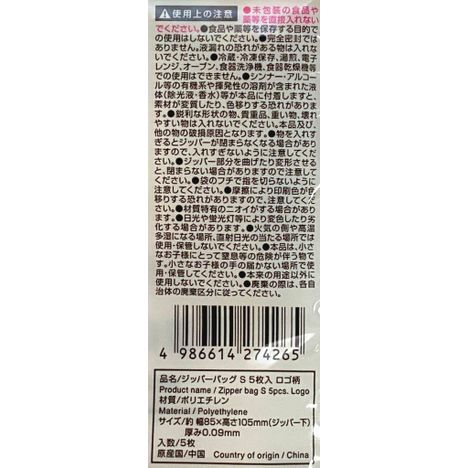 ⚠使用上の注意 ●未包装の食品や
薬等を直接入れない
でください。●食品や薬等を保存する目的で
の使用はしないでください。●完全密封では
ありません。液漏れの恐れがある物は入れない
でください。●冷蔵・冷凍保存、湯煎、電子
レンジ、オーブン、食器洗浄機、食器乾燥機等
での使用はできません。●シンナー・アルコー
ル等の有機系や揮発性の溶剤が含まれた液
体(除光液・香水)等が本品に付着しますと、
素材が変質したり、色移りする恐れがありま
す。●鋭利な形状の物、貴重品、重い物、壊れ
やすい物は入れないでください。本品及び、
他の物の破損原因となります。●物を入れす
ぎるとジッパーが閉まらなくなる場合があり
ますので、入れすぎないように注意してくださ
い。●ジッパー部分を曲げたり変形させる
と、閉まらない場合がありますので注意して
ください。●袋のフチで指を切らないように
注意してください。●摩擦により印刷色が色
移りする恐れがありますので、注意してくださ
い。●材質特有のニオイがする場合がありま
す。●日光や蛍光灯等により変色したり劣
化する場合があります。●火気の側や高温
多湿になる場所、直射日光の当たる場所では
使用・保管しないでください。●本品は、小
さなお子様にとって窒息等の危険が伴う物で
す。小さなお子様の手の届かない場所で使
用・保管してください。●本来の用途以外に
使用しないでください。●廃棄の際は、各自
治体の廃棄区分に従ってください。
4 986614 274265
品名/ジッパーバッグ S 5枚入 ロゴ柄
Product name / Zipper bag S 5pcs. Logo
材質/ポリエチレン
Material / Polyethylene
サイズ/約 幅85×高さ105mm(ジッパー下)
厚み0.09mm
入数/5枚
原産国/中国 Country of origin / China